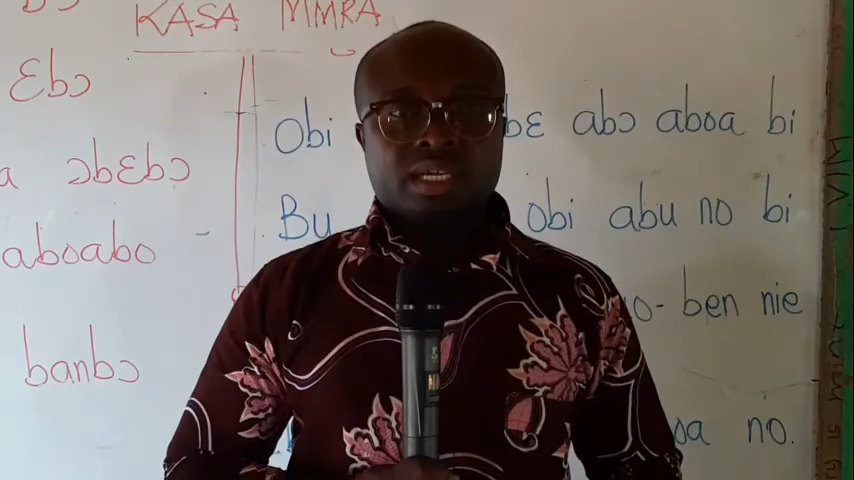 KASA MMRA
Ɛbɔ
Obi bɛ abɔ aboa bi
ɔbɛbɔ
Bu obi abu no bi
aboabo -
o-ben nie
banbɔ
no.